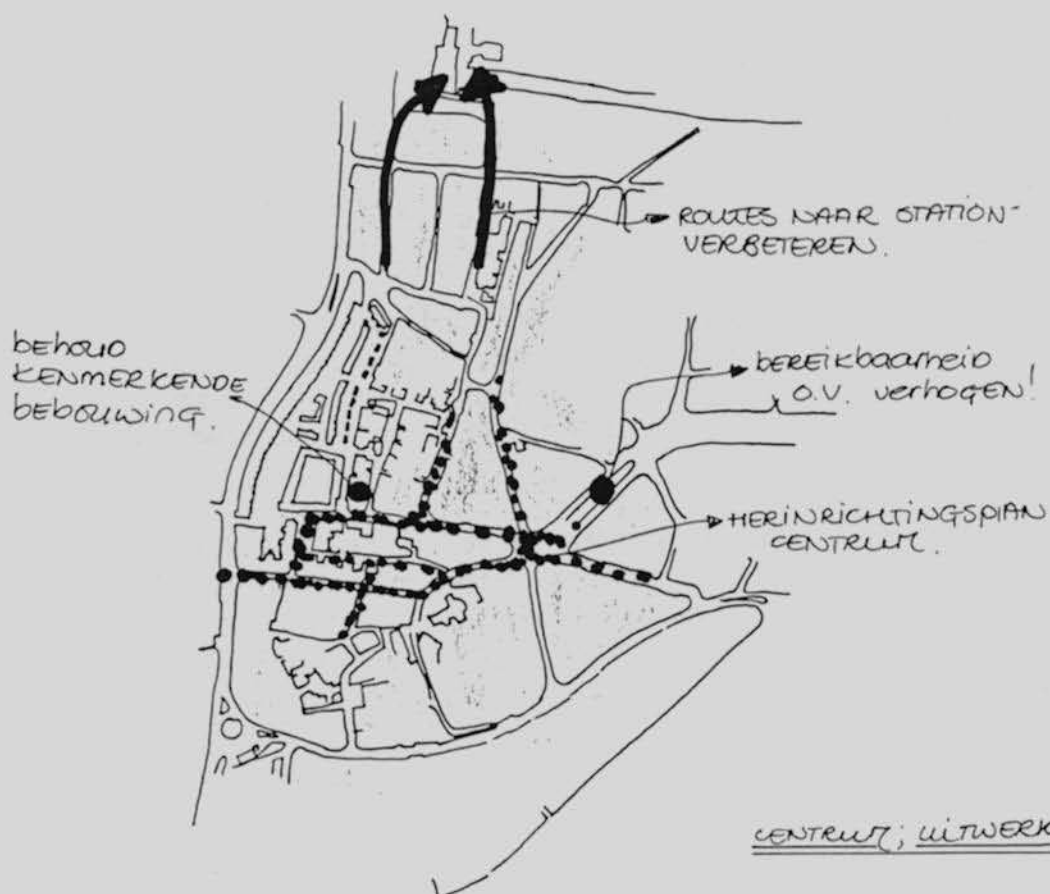 ROUTES NAAR STATION-
VERBETEREN.
behoud
KENMERKENDE
bebouwing.
bereikbaarheid
O.V. verhogen!
HERINRICHTINGSPLAN
CENTRUM.
CENTRUM; UITWERK